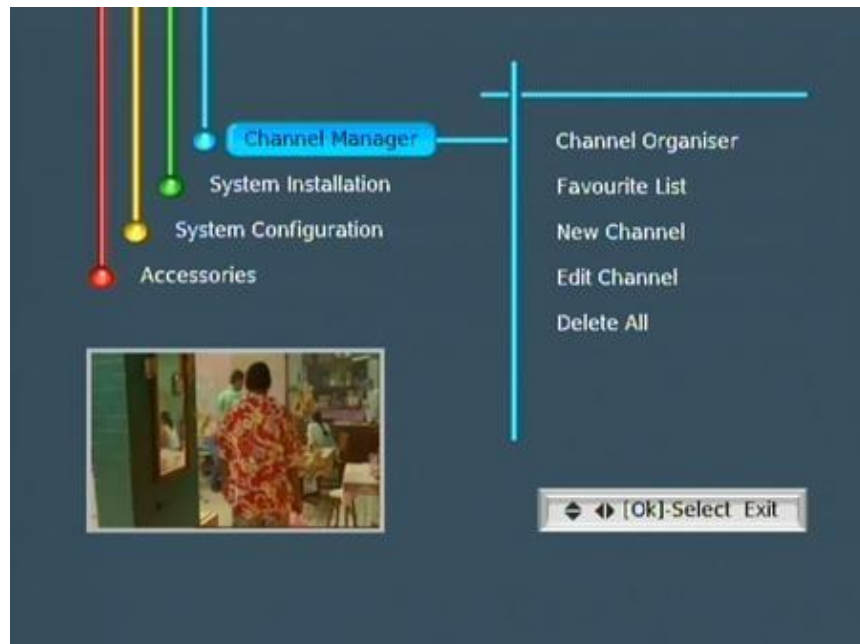 Channel Manager
System Installation
System Configuration
Accessories
Channel Organiser
Favourite List
New Channel
Edit Channel
Delete All
[Ok]-Select Exit